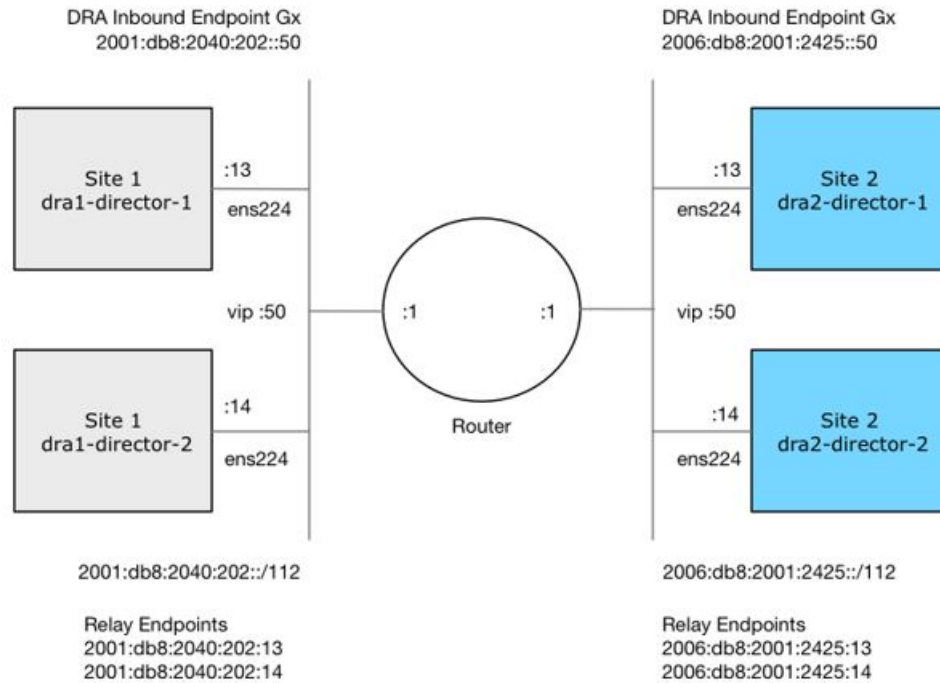 DRA Inbound Endpoint Gx
2001:db8:2040:202::50
DRA Inbound Endpoint Gx
2006:db8:2001:2425::50
Site 1
dra1-director-1
:13
ens224
:13
ens224
Site 2
dra2-director-1
vip :50
:1
:1
vip :50
Router
Site 1
dra1-director-2
:14
ens224
:14
ens224
Site 2
dra2-director-2
2001:db8:2040:202::/112
2006:db8:2001:2425::/112
Relay Endpoints
2001:db8:2040:202:13
2001:db8:2040:202:14
Relay Endpoints
2006:db8:2001:2425:13
2006:db8:2001:2425:14